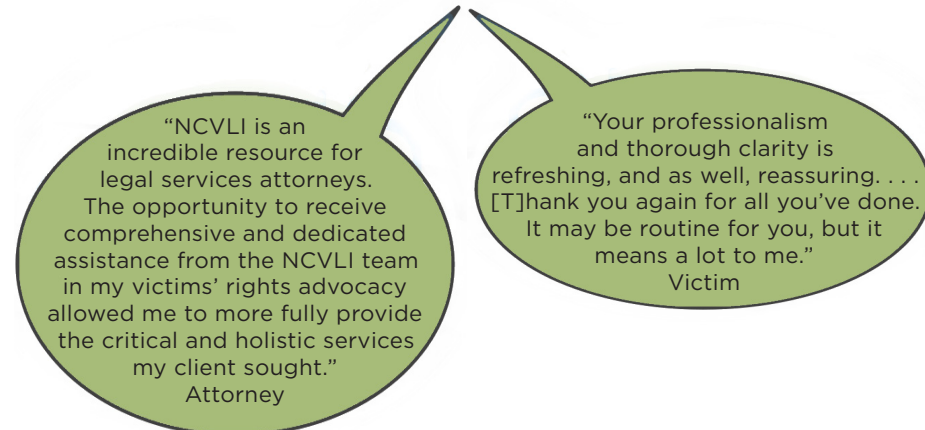 “NCVLI is an
incredible resource for
legal services attorneys.
The opportunity to receive
comprehensive and dedicated
assistance from the NCVLI team
in my victims’ rights advocacy
allowed me to more fully provide
the critical and holistic services
my client sought.”
Attorney
“Your professionalism
and thorough clarity is
refreshing, and as well, reassuring. . . .
[T]hank you again for all you’ve done.
It may be routine for you, but it
means a lot to me.”
Victim